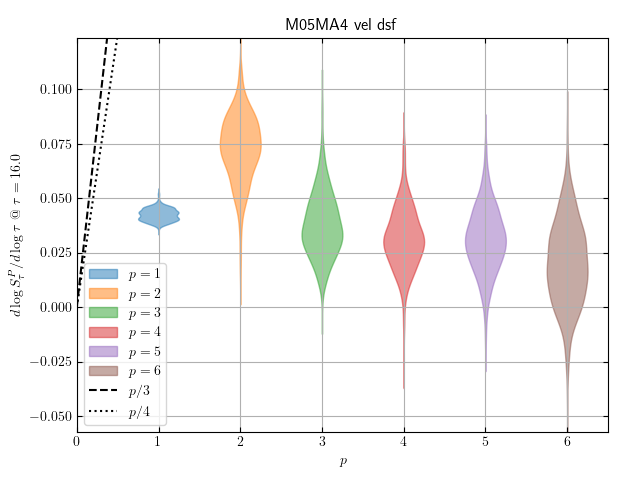 M05MA4 vel dsf
d log S_τ^P / d log τ @ τ = 16.0
0.100
0.075
0.050
0.025
0.000
−0.025
−0.050
p = 1
p = 2
p = 3
p = 4
p = 5
p = 6
p/3
p/4
0 1 2 3 4 5 6
p